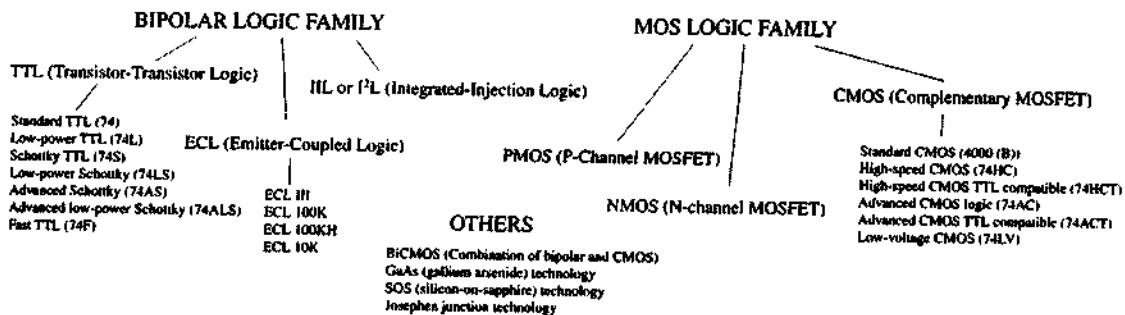 BIPOLAR LOGIC FAMILY
TTL (Transistor-Transistor Logic)
Standard TTL (74)
Low-power TTL (74L)
Schottky TTL (74S)
Low-power Schottky (74LS)
Advanced Schottky (74AS)
Advanced low-power Schottky (74ALS)
Fast TTL (74F)
ECL (Emitter-Coupled Logic)
ECL III
ECL 100K
ECL 100KH
ECL 10K
IIL or I²L (Integrated-Injection Logic)
MOS LOGIC FAMILY
PMOS (P-Channel MOSFET)
NMOS (N-channel MOSFET)
CMOS (Complementary MOSFET)
Standard CMOS (4000 (B))
High-speed CMOS (74HC)
High-speed CMOS TTL compatible (74HCT)
Advanced CMOS logic (74AC)
Advanced CMOS TTL compatible (74ACT)
Low-voltage CMOS (74LV)
OTHERS
BiCMOS (Combination of bipolar and CMOS)
GaAs (gallium arsenide) technology
SOS (silicon-on-sapphire) technology
Josephen junction technology